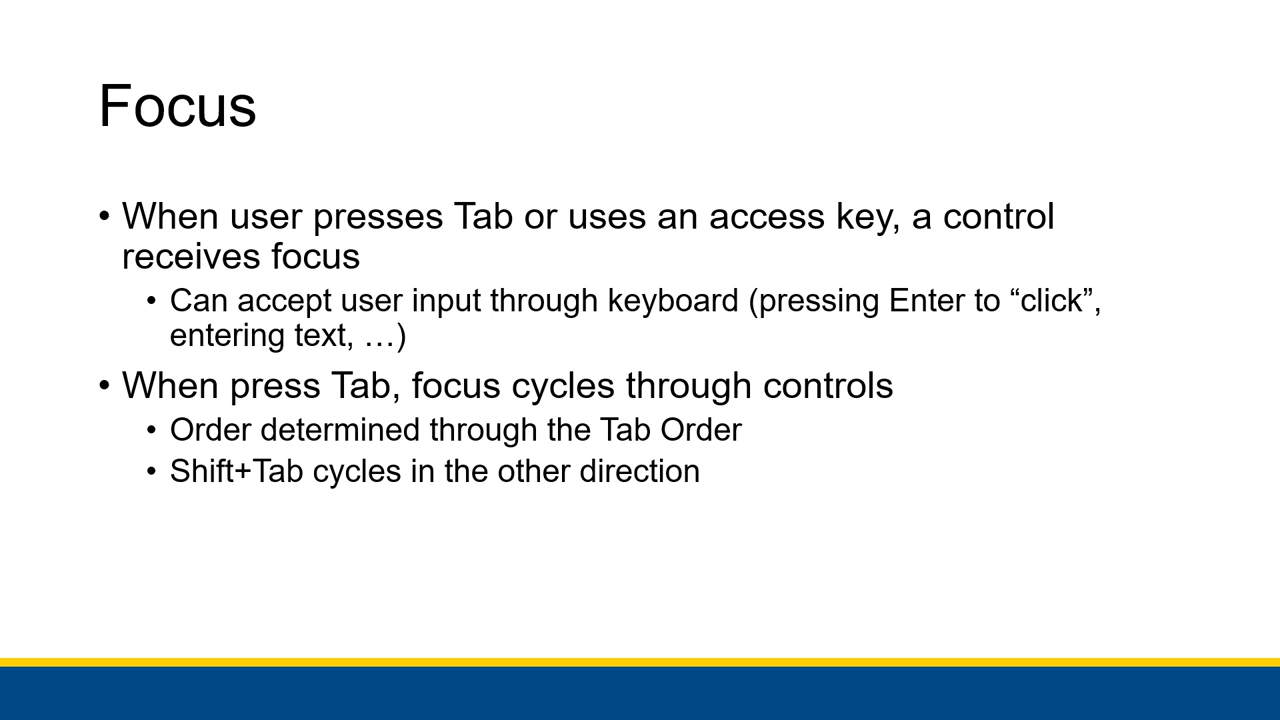 Focus
• When user presses Tab or uses an access key, a control
receives focus
• Can accept user input through keyboard (pressing Enter to “click”,
entering text, …)
• When press Tab, focus cycles through controls
• Order determined through the Tab Order
• Shift+Tab cycles in the other direction